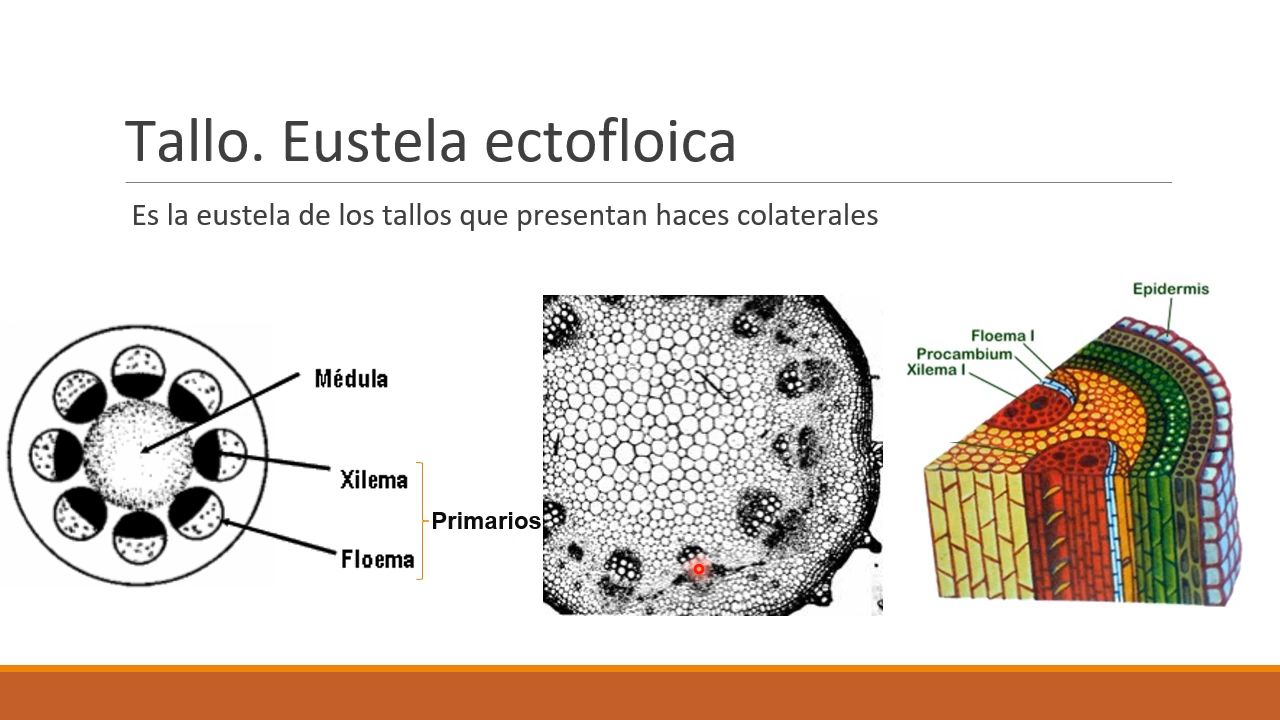 Tallo. Eustela ectofloica
Es la eustela de los tallos que presentan haces colaterales
Médula
Xilema
Primarios
Floema
Epidermis
Floema I
Procambium
Xilema I